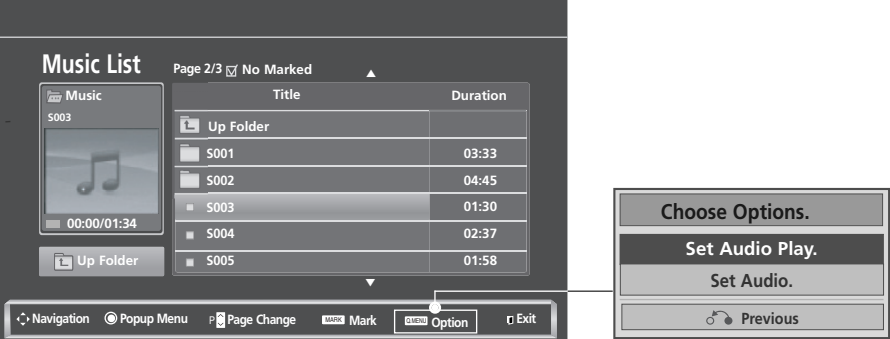 Music List
Page 2/3 No Marked
Music
S003
00:00/01:34
Up Folder
Title Duration
Up Folder
S001 03:33
S002 04:45
S003 01:30
S004 02:37
S005 01:58
Navigation Popup Menu P Page Change MARK Mark Q.MENU Option Exit
Choose Options.
Set Audio Play.
Set Audio.
Previous